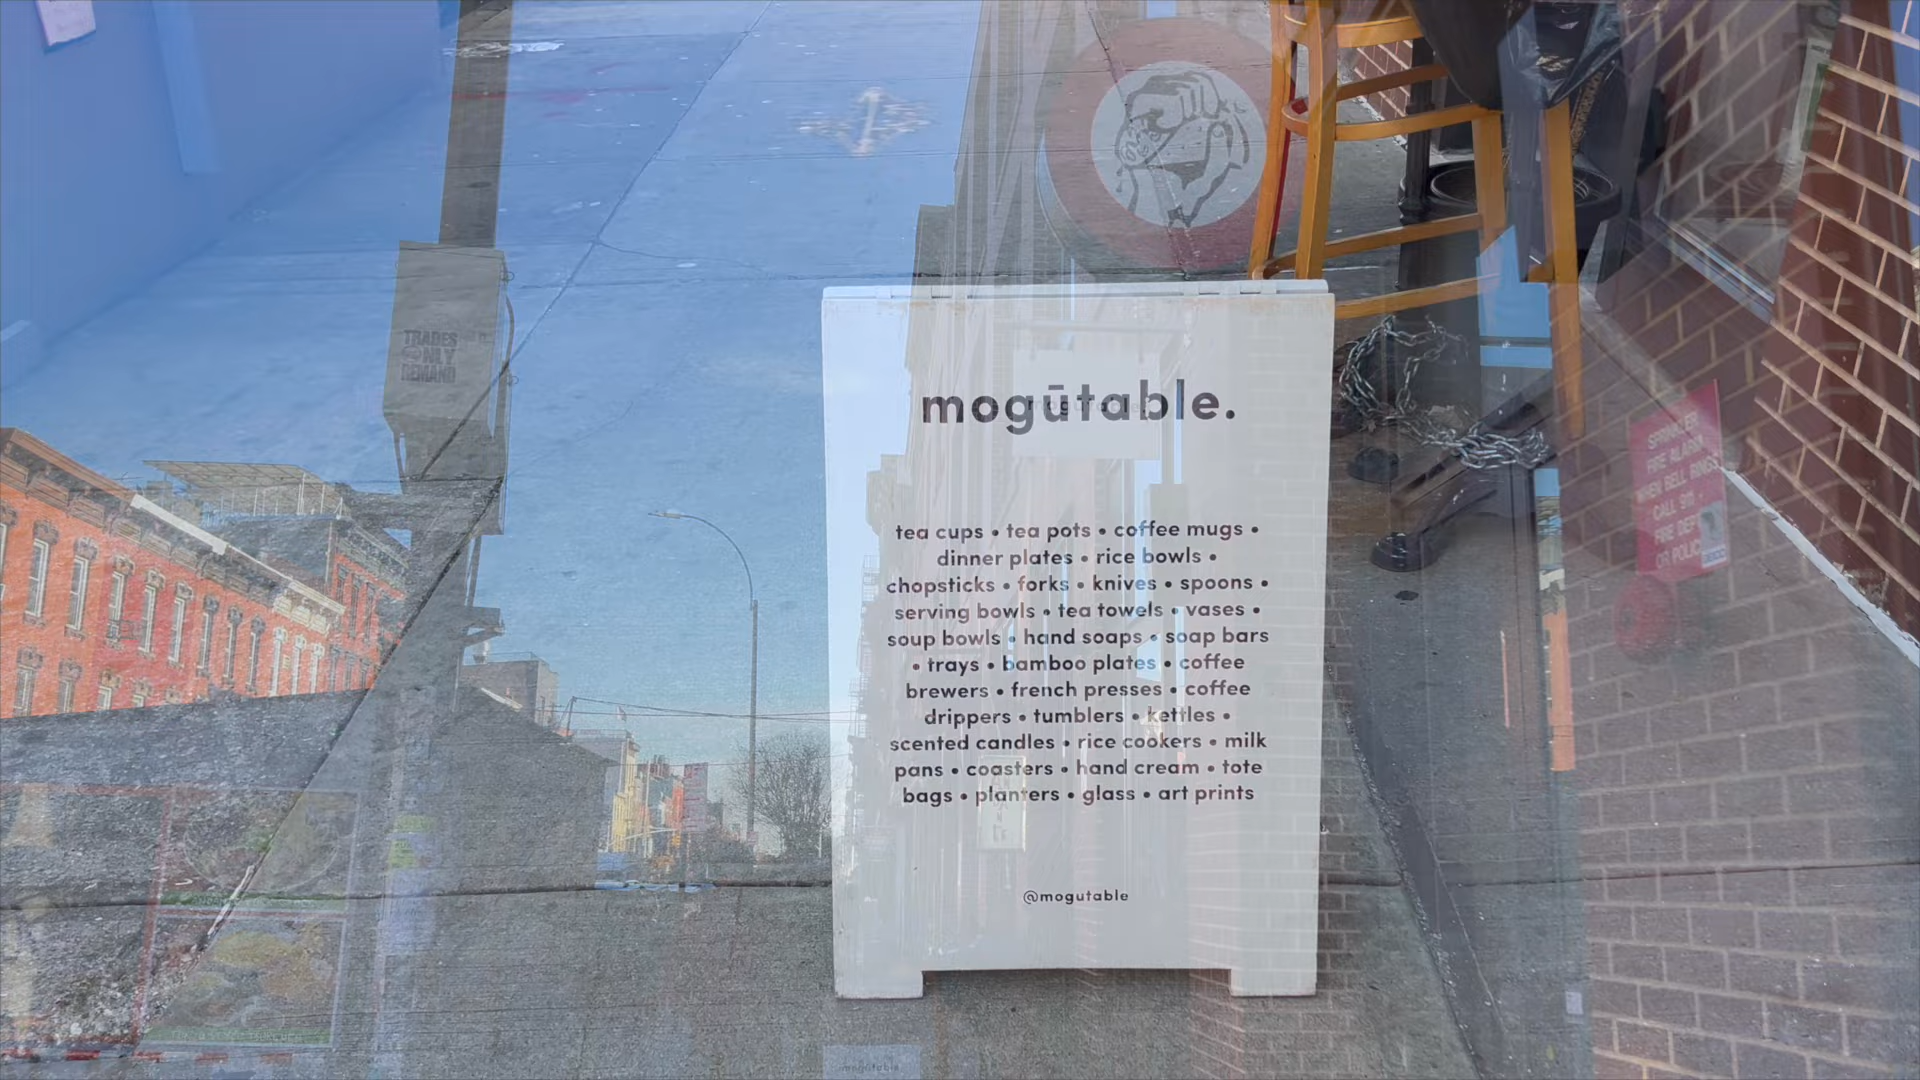 TRADES
ONLY
DEMAND
mogūtable.
tea cups • tea pots • coffee mugs •
dinner plates • rice bowls •
chopsticks • forks • knives • spoons •
serving bowls • tea towels • vases •
soup bowls • hand soaps • soap bars
• trays • bamboo plates • coffee
brewers • french presses • coffee
drippers • tumblers • kettles •
scented candles • rice cookers • milk
pans • coasters • hand cream • tote
bags • planters • glass • art prints
@mogutable
SPRINKLER
FIRE ALARM
WHEN BELL RINGS
CALL 911
FIRE DEPT
OR POLICE
mogūtable